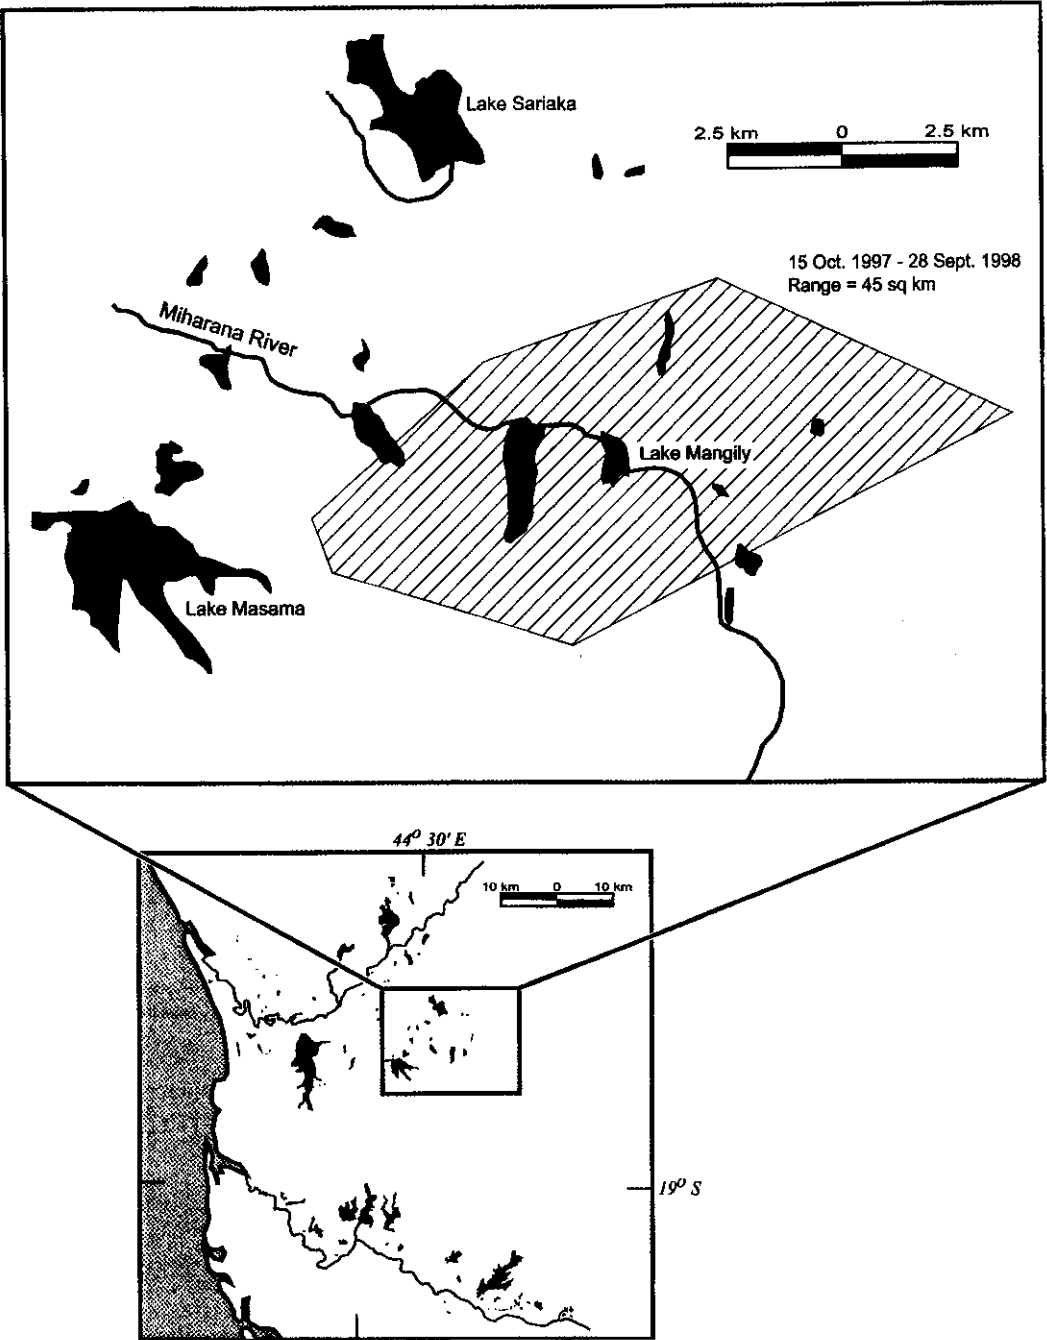 Lake Sariaka
2.5 km 0 2.5 km
15 Oct. 1997 - 28 Sept. 1998
Range = 45 sq km
Miharana River
Lake Mangily
Lake Masama
44° 30' E
10 km 0 10 km
19° S